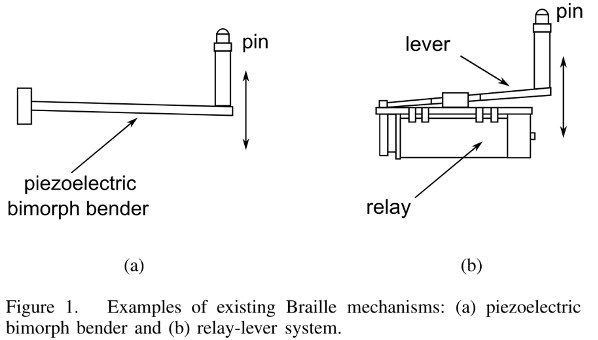 pin
piezoelectric
bimorph bender
(a)
pin
lever
relay
(b)
Figure 1. Examples of existing Braille mechanisms: (a) piezoelectric
bimorph bender and (b) relay-lever system.